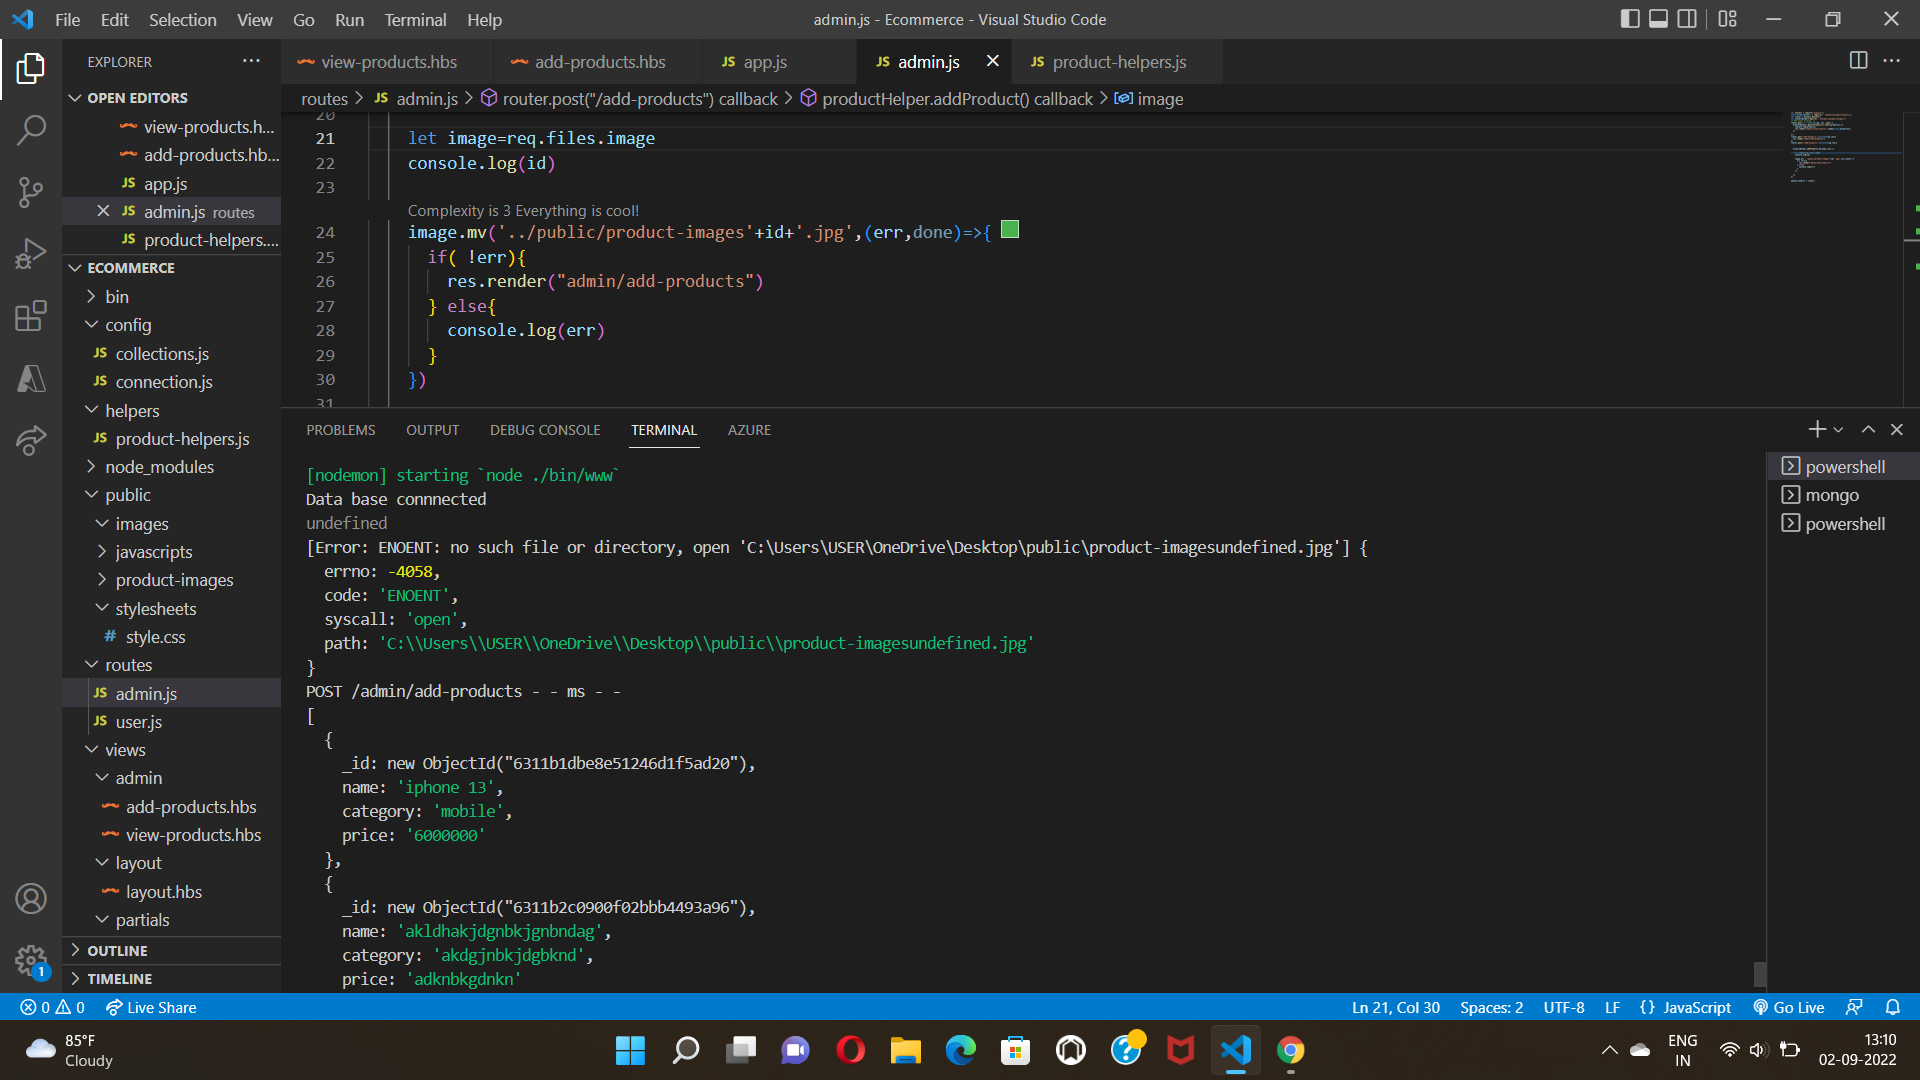 File Edit Selection View Go Run Terminal Help
admin.js - Ecommerce - Visual Studio Code
EXPLORER
OPEN EDITORS
view-products.h...
add-products.hb...
app.js
admin.js routes
product-helpers....
ECOMMERCE
bin
config
collections.js
connection.js
helpers
product-helpers.js
node_modules
public
images
javascripts
product-images
stylesheets
style.css
routes
admin.js
user.js
views
admin
add-products.hbs
view-products.hbs
layout
layout.hbs
partials
OUTLINE
TIMELINE
view-products.hbs add-products.hbs app.js admin.js product-helpers.js
routes > admin.js > router.post("/add-products") callback > productHelper.addProduct() callback > image
20
21 let image=req.files.image
22 console.log(id)
23
Complexity is 3 Everything is cool!
24 image.mv('../public/product-images'+id+'.jpg',(err,done)=>{
25 if( !err){
26 res.render("admin/add-products")
27 } else{
28 console.log(err)
29 }
30 })
31
PROBLEMS OUTPUT DEBUG CONSOLE TERMINAL AZURE
[nodemon] starting `node ./bin/www`
Data base connnected
undefined
[Error: ENOENT: no such file or directory, open 'C:\Users\USER\OneDrive\Desktop\public\product-imagesundefined.jpg'] {
errno: -4058,
code: 'ENOENT',
syscall: 'open',
path: 'C:\\Users\\USER\\OneDrive\\Desktop\\public\\product-imagesundefined.jpg'
}
POST /admin/add-products - - ms - -
[
{
_id: new ObjectId("6311b1dbe8e51246d1f5ad20"),
name: 'iphone 13',
category: 'mobile',
price: '6000000'
},
{
_id: new ObjectId("6311b2c0900f02bbb4493a96"),
name: 'akldhakjdgnbkjgnbndag',
category: 'akdgjnbkjdgbknd',
price: 'adknbkgdnkn'
powershell
mongo
powershell
1
0 0 Live Share
Ln 21, Col 30 Spaces: 2 UTF-8 LF {} JavaScript Go Live
85°F
Cloudy
ENG
IN
13:10
02-09-2022